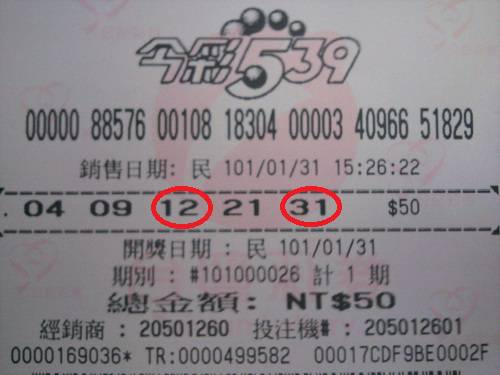 今彩539
00000 88576 00108 18304 00003 40966 51829
銷售日期: 民 101/01/31 15:26:22
. 04 09 12 21 31 $50
開獎日期 : 民 101/01/31
期別 : #101000026 計 1 期
總金額: NT$50
經銷商 : 20501260 投注機# : 205012601
0000169036* TR:0000499582 00017CDF9BE0002F